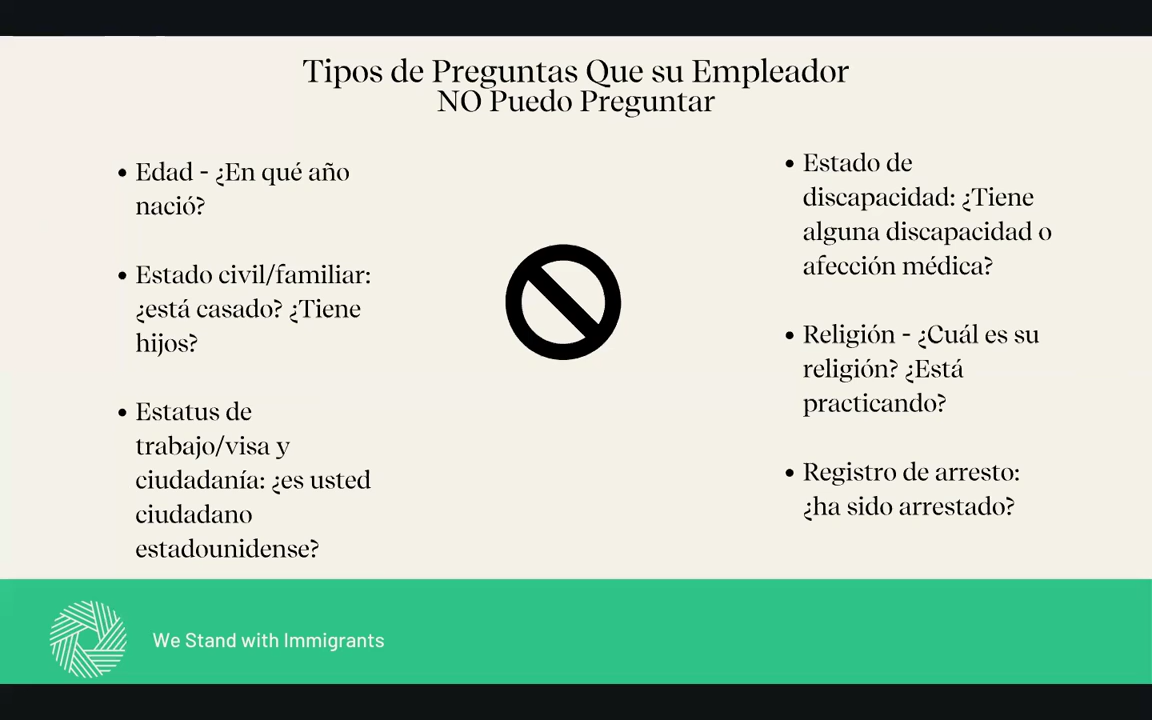 Tipos de Preguntas Que su Empleador
NO Puedo Preguntar
• Edad - ¿En qué año
nació?
• Estado civil/familiar:
¿está casado? ¿Tiene
hijos?
• Estatus de
trabajo/visa y
ciudadanía: ¿es usted
ciudadano
estadounidense?
• Estado de
discapacidad: ¿Tiene
alguna discapacidad o
afección médica?
• Religión - ¿Cuál es su
religión? ¿Está
practicando?
• Registro de arresto:
¿ha sido arrestado?
We Stand with Immigrants